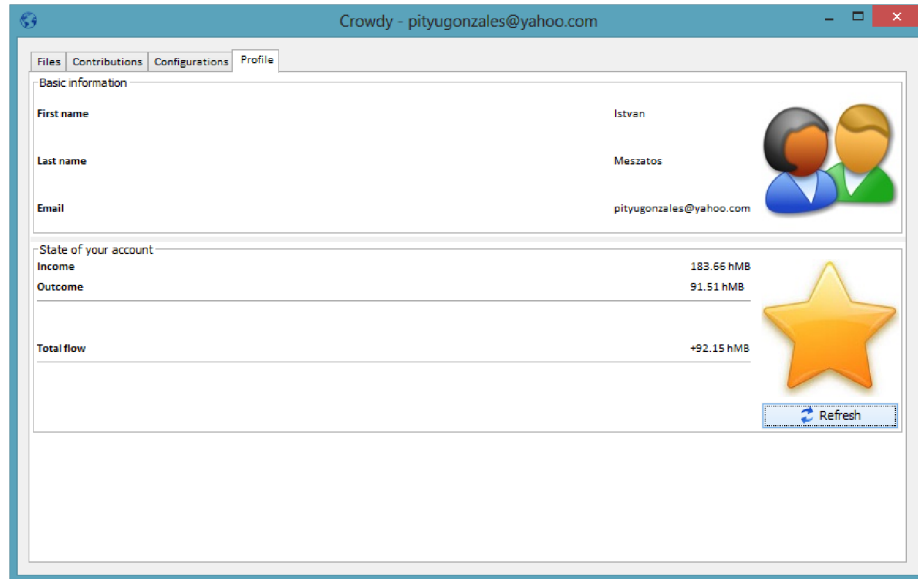 Crowdy - pityugonzales@yahoo.com
Files Contributions Configurations Profile
Basic information
First name Istvan
Last name Meszatos
Email pityugonzales@yahoo.com
State of your account
Income 183.66 hMB
Outcome 91.51 hMB
Total flow +92.15 hMB
Refresh